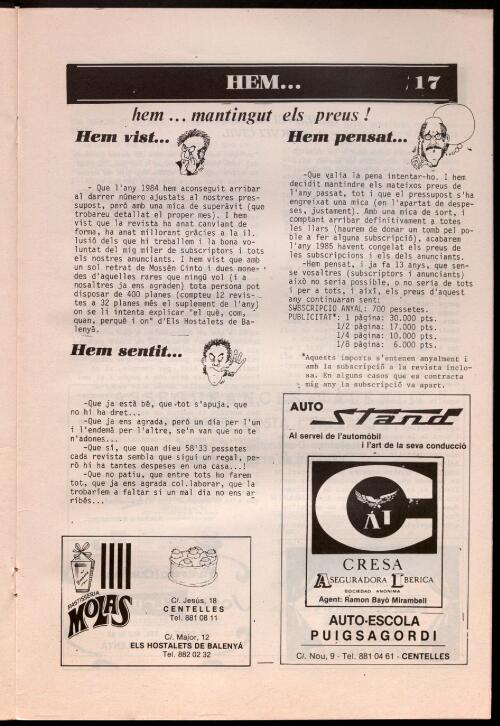 HEM... 17
hem ... mantingut els preus !
Hem vist...
- Que l'any 1984 hem aconseguit arribar
al darrer número ajustats al nostres pres-
supost, però amb una mica de superàvit (que
trobareu detallat el proper mes). I hem
vist que la revista ha anat canviant de
forma, ha anat millorant gràcies a la il.
lusió dels que hi treballem i la bona vo-
luntat del mig miler de subscriptors i tots
els nostres anunciants. I hem vist que amb
un sol retrat de Mossèn Cinto (i dues mone-
des d'aquelles rares que ningú vol (i a
nosaltres ja ens agraden) tota persona pot
disposar de 400 planes (compteu 12 revis-
tes a 32 planes més el suplement de l'any)
on se li intenta explicar "el què, com,
quan, perquè i on" d'Els Hostalets de Ba-
lenyà.
Hem sentit...
-Que ja està bé, que tot s'apuja, que
no hi ha dret...
-Que ja ens agrada, però un dia per l'un
i l'endemà per l'altre, se'n van que no te
n'adones...
-Que si, que quan dieu 58'33 pessetes
cada revista sembla que sigui un regal, pe-
rò hi ha tantes despeses en una casa...!
-Que no patiu, que entre tots ho farem
tot, que ja ens agrada col.laborar, que la
trobaríem a faltar si un mal dia no ens ar
ribés...
Hem pensat...
-Que valia la pena intentar-ho. I hem
decidit mantindre els mateixos preus de
l'any passat, tot i que el pressupost s'ha
engreixat una mica (en l'apartat de despe-
ses, justament). Amb una mica de sort, i
comptant arribar definitivament a totes
les llars (haurem de donar un tomb pel po-
ble a fer alguna subscripció), acabarem
l'any 1985 havent congelat els preus de
les subscripcions i els dels anunciants.
-Hem pensat, i ja fa 13 anys, que sen-
se vosaltres (subscriptors i anunciants)
això no seria possible, o no seria de tots
i per a tots, i així, els preus d'aquest
any continuaran sent:
SUBSCRIPCIO ANYAL: 700 pessetes.
PUBLICITAT*: 1 pàgina: 30.000 pts.
1/2 pàgina: 17.000 pts.
1/4 pàgina: 10.000 pts.
1/8 pàgina: 6.000 pts.
*Aquests imports s'entenen anyalment i
amb la subscripció a la revista inclo-
sa. En alguns casos que es contracta
mig any la subscripció va apart.
PASTISSERIA
MOLAS
C/. Jesús, 18
CENTELLES
Tel. 881 08 11
C/. Major, 12
ELS HOSTALETS DE BALENYÁ
Tel. 882 02 32
AUTO Stand
Al servei de l'automòbil
i l'art de la seva conducció
CRESA
ASEGURADORA IBERICA
SOCIEDAD ANONIMA
Agent: Ramon Bayó Mirambell
AUTO-ESCOLA
PUIGSAGORDI
C/. Nou, 9 - Tel. 881 04 61 - CENTELLES